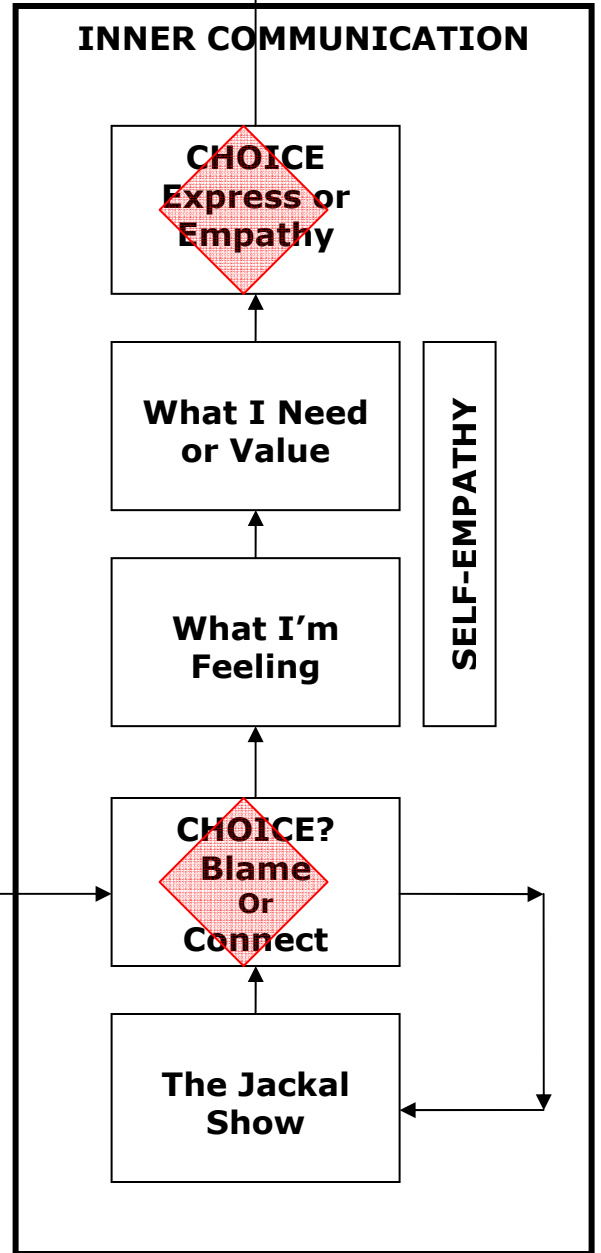 INNER COMMUNICATION
CHOICE
Express or
Empathy
What I Need
or Value
SELF-EMPATHY
What I’m
Feeling
CHOICE?
Blame
Or
Connect
The Jackal
Show